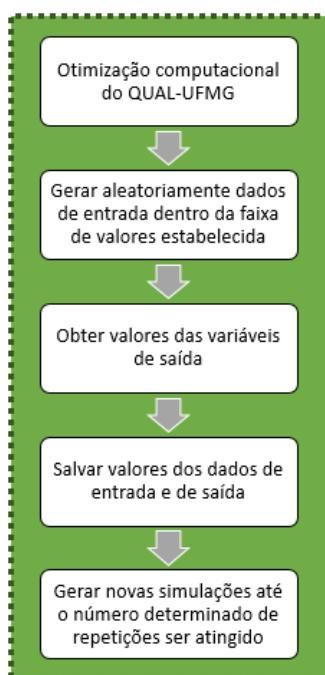 Otimização computacional
do QUAL-UFMG
Gerar aleatoriamente dados
de entrada dentro da faixa
de valores estabelecida
Obter valores das variáveis
de saída
Salvar valores dos dados de
entrada e de saída
Gerar novas simulações até
o número determinado de
repetições ser atingido